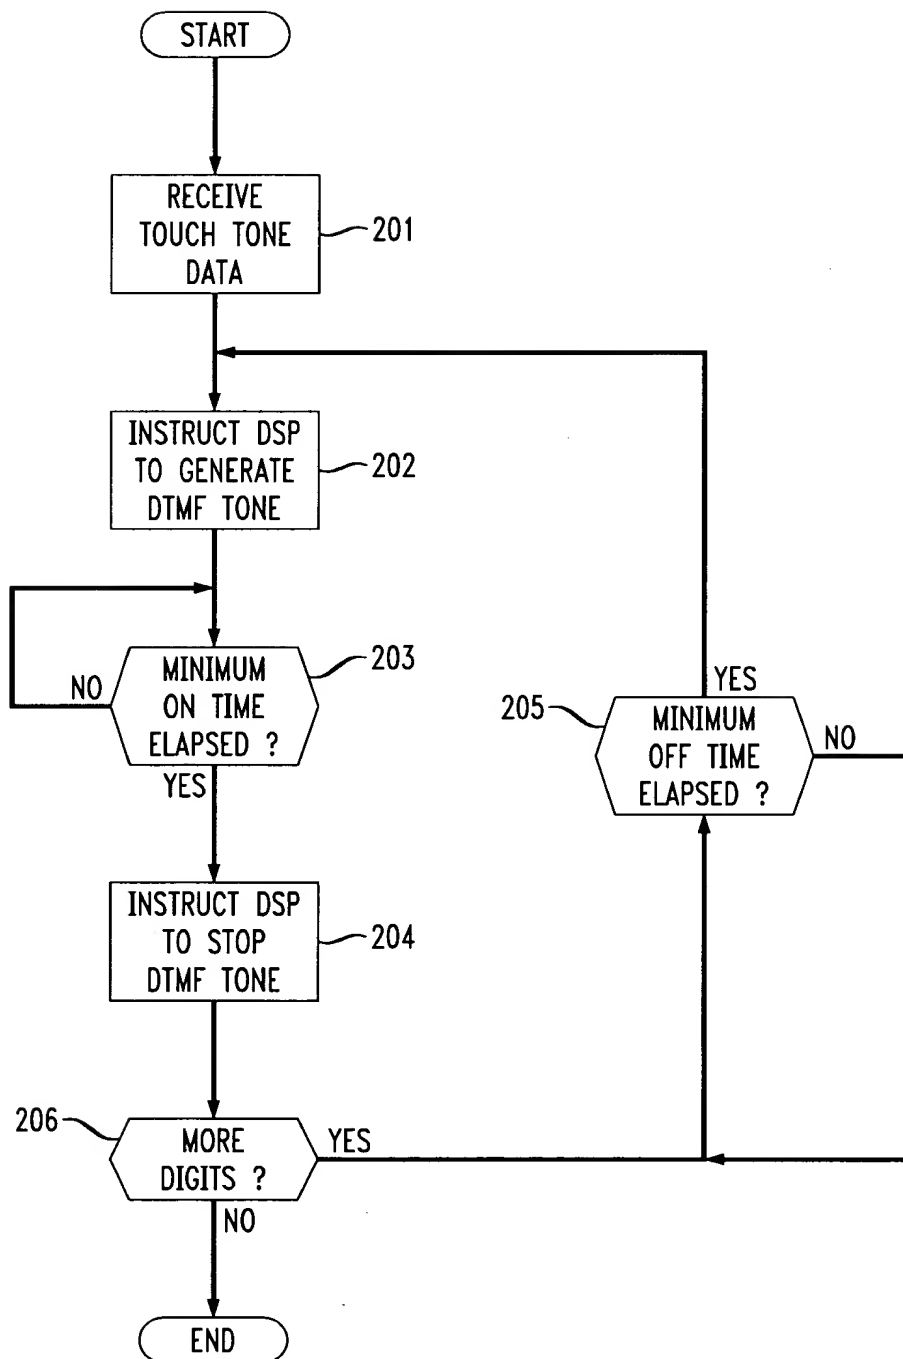 START
RECEIVE
TOUCH TONE
DATA
201
INSTRUCT DSP
TO GENERATE
DTMF TONE
202
MINIMUM
ON TIME
ELAPSED ?
203
NO
YES
205
YES
MINIMUM
OFF TIME
ELAPSED ?
NO
INSTRUCT DSP
TO STOP
DTMF TONE
204
206
MORE
DIGITS ?
YES
NO
END